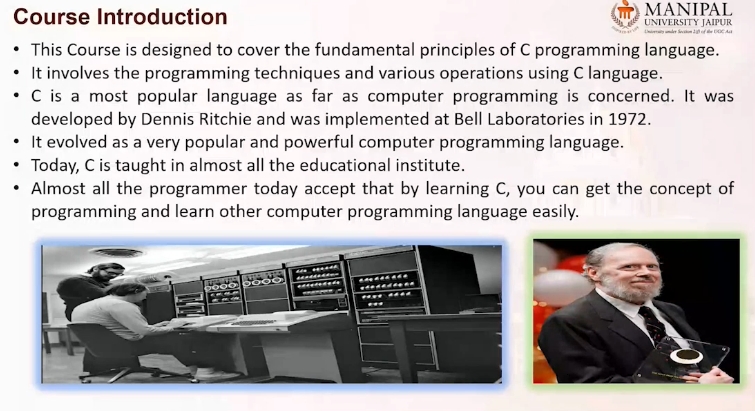 Course Introduction
MANIPAL
UNIVERSITY JAIPUR
(University under Section 2(f) of the UGC Act)
• This Course is designed to cover the fundamental principles of C programming language.
• It involves the programming techniques and various operations using C language.
• C is a most popular language as far as computer programming is concerned. It was
developed by Dennis Ritchie and was implemented at Bell Laboratories in 1972.
• It evolved as a very popular and powerful computer programming language.
• Today, C is taught in almost all the educational institute.
• Almost all the programmer today accept that by learning C, you can get the concept of
programming and learn other computer programming language easily.